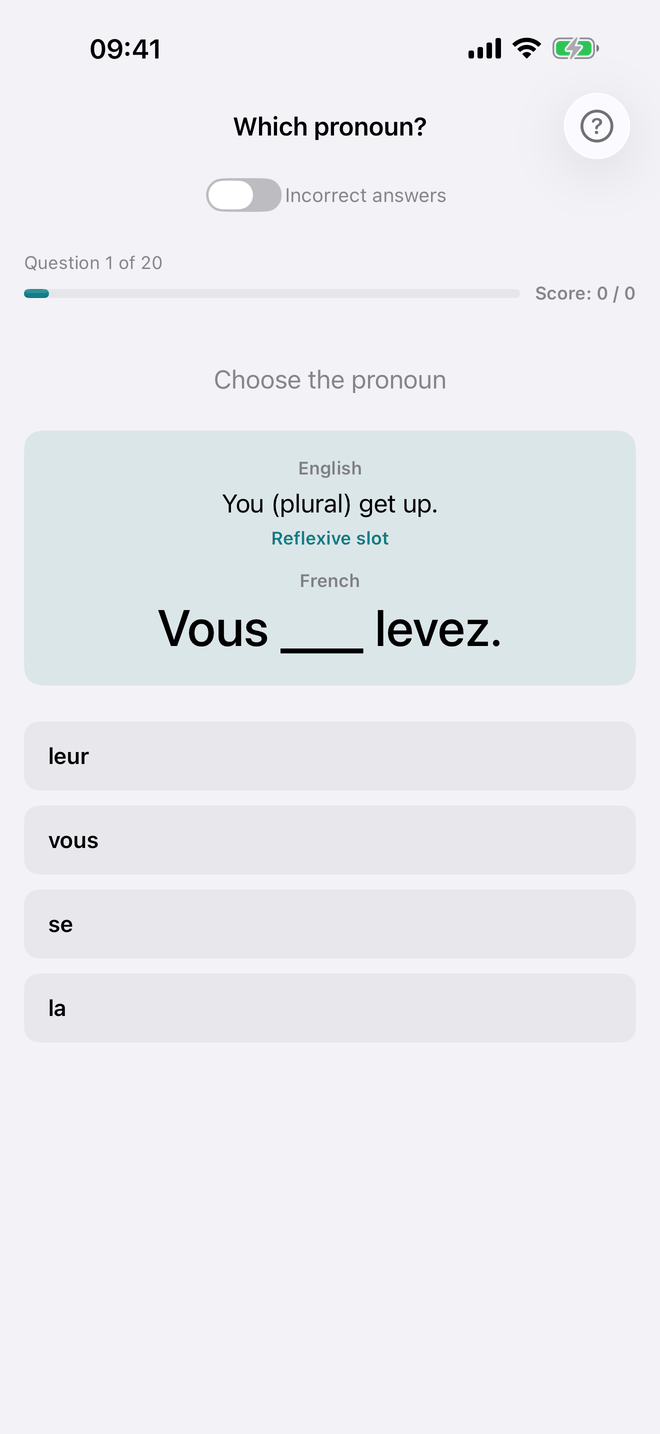 09:41
Which pronoun?
Incorrect answers
Question 1 of 20
Score: 0 / 0
Choose the pronoun
English
You (plural) get up.
Reflexive slot
French
Vous ____ levez.
leur
vous
se
la